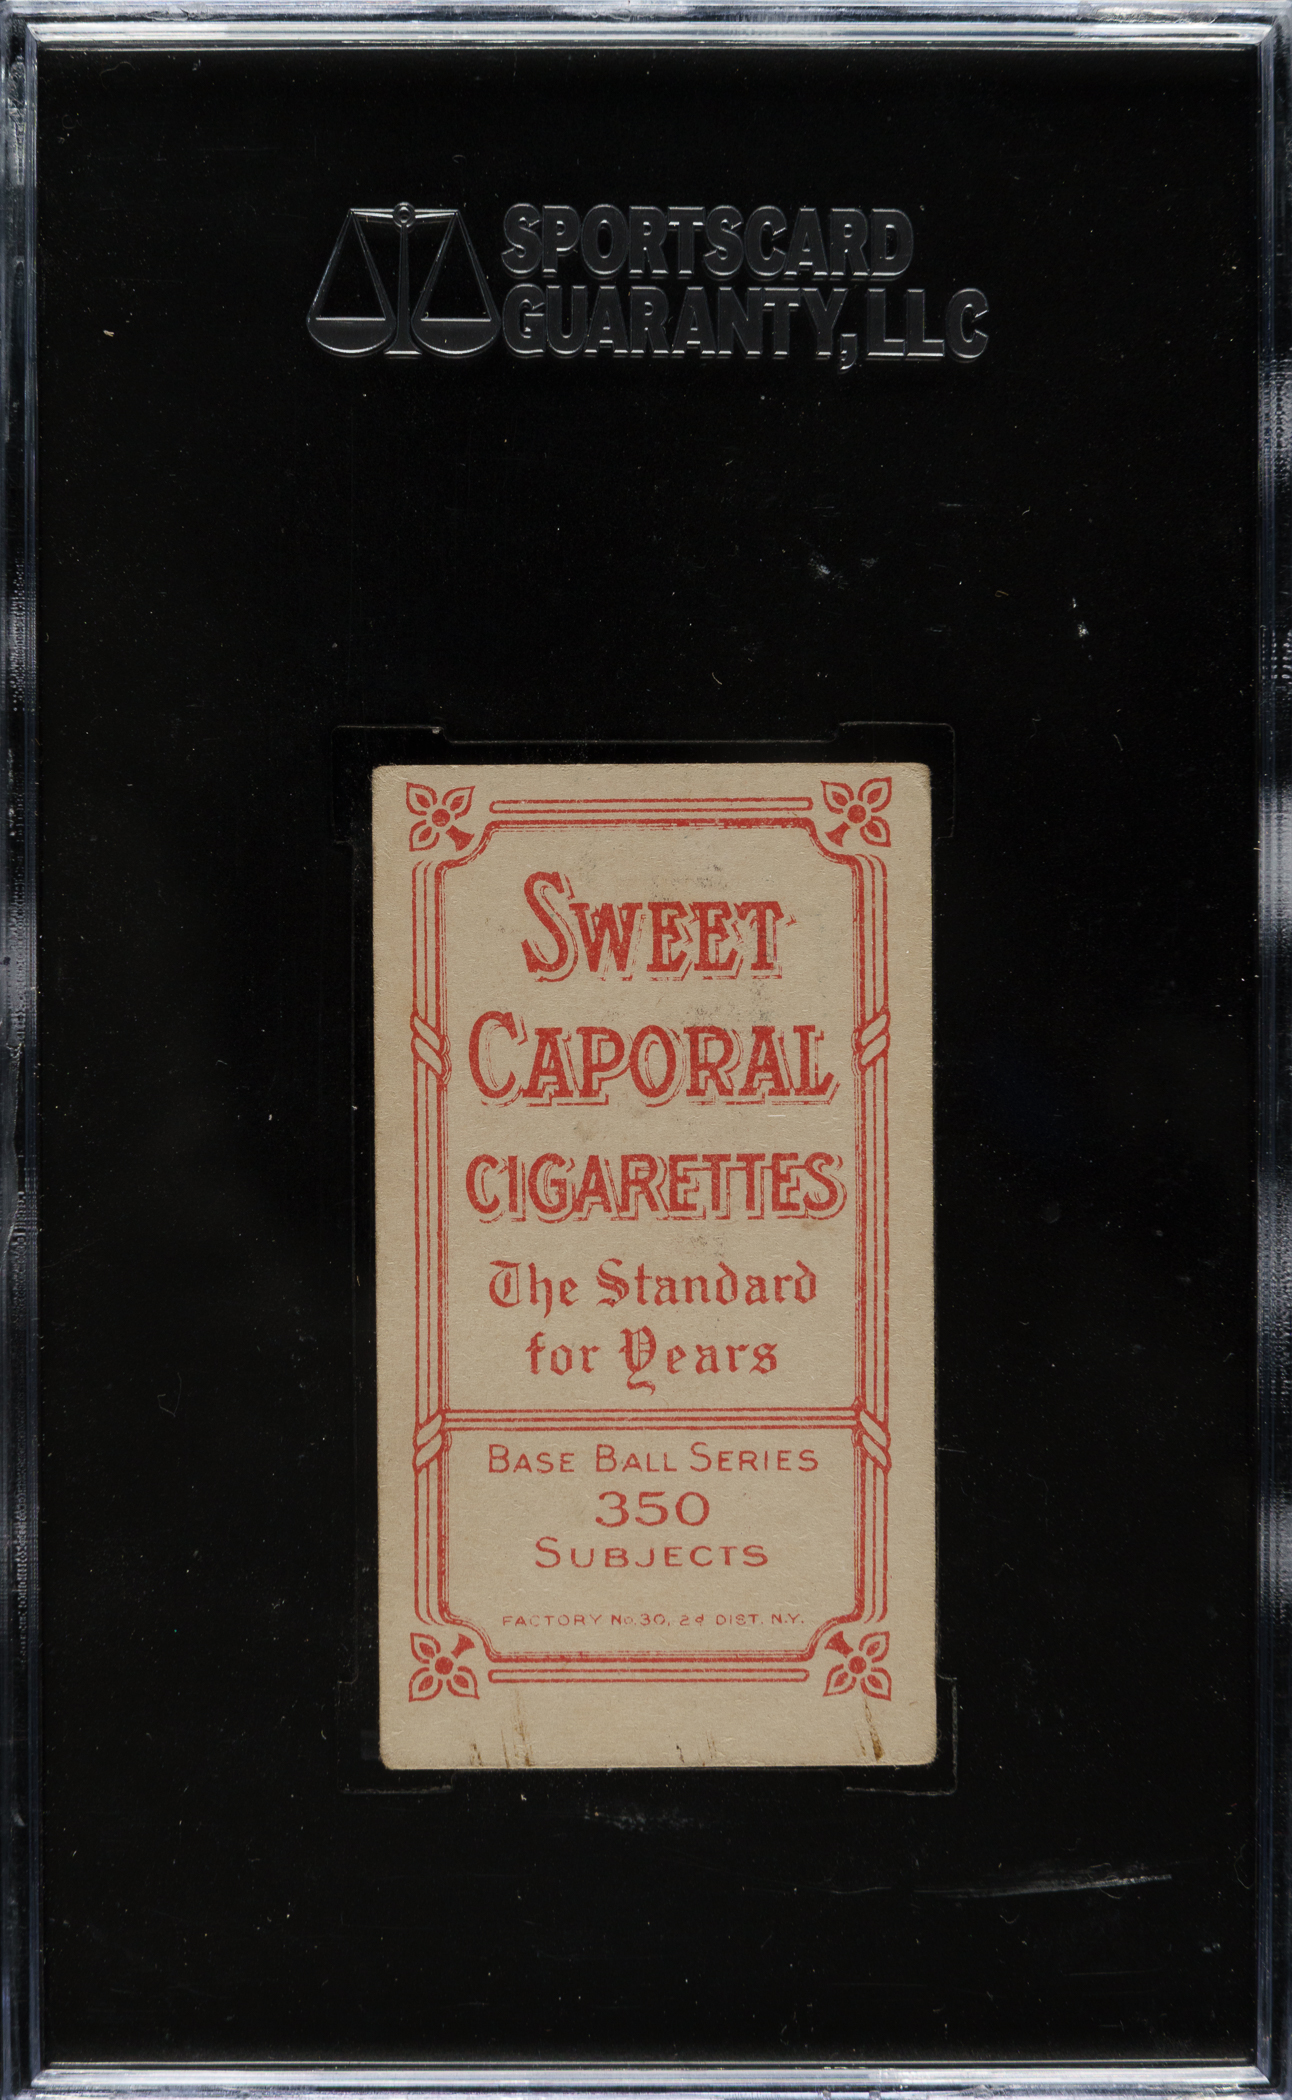 SPORTSCARD
GUARANTY, LLC
SWEET
CAPORAL
CIGARETTES
The Standard
for Years
BASE BALL SERIES
350
SUBJECTS
FACTORY No. 30, 2d DIST. N.Y.